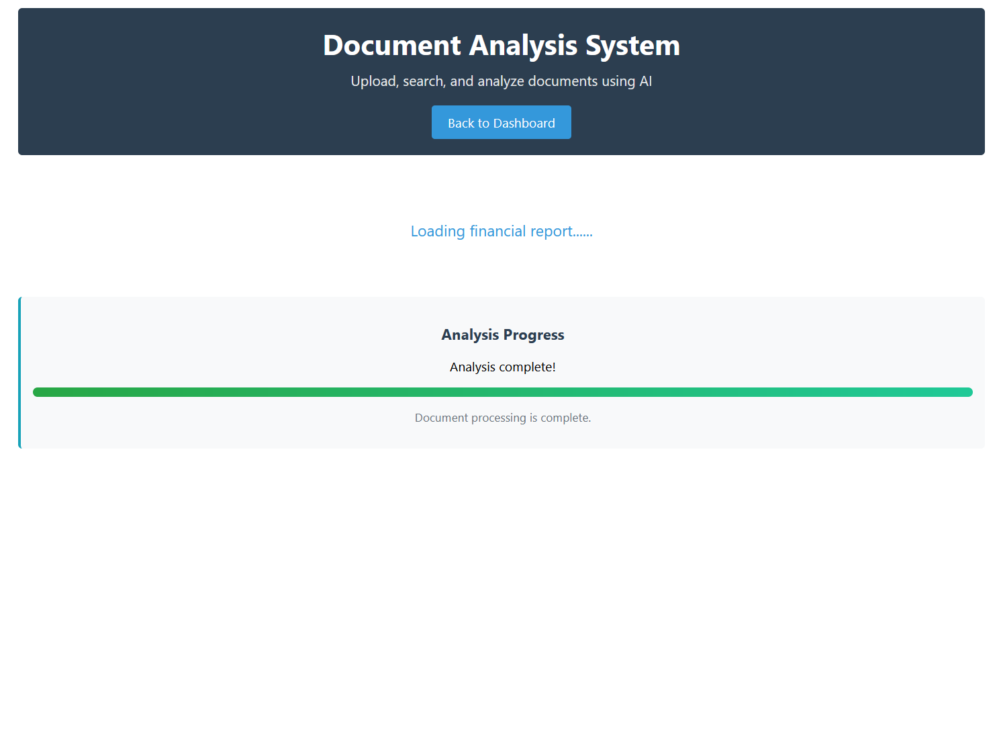 Document Analysis System
Upload, search, and analyze documents using AI
Back to Dashboard
Loading financial report......
Analysis Progress
Analysis complete!
Document processing is complete.